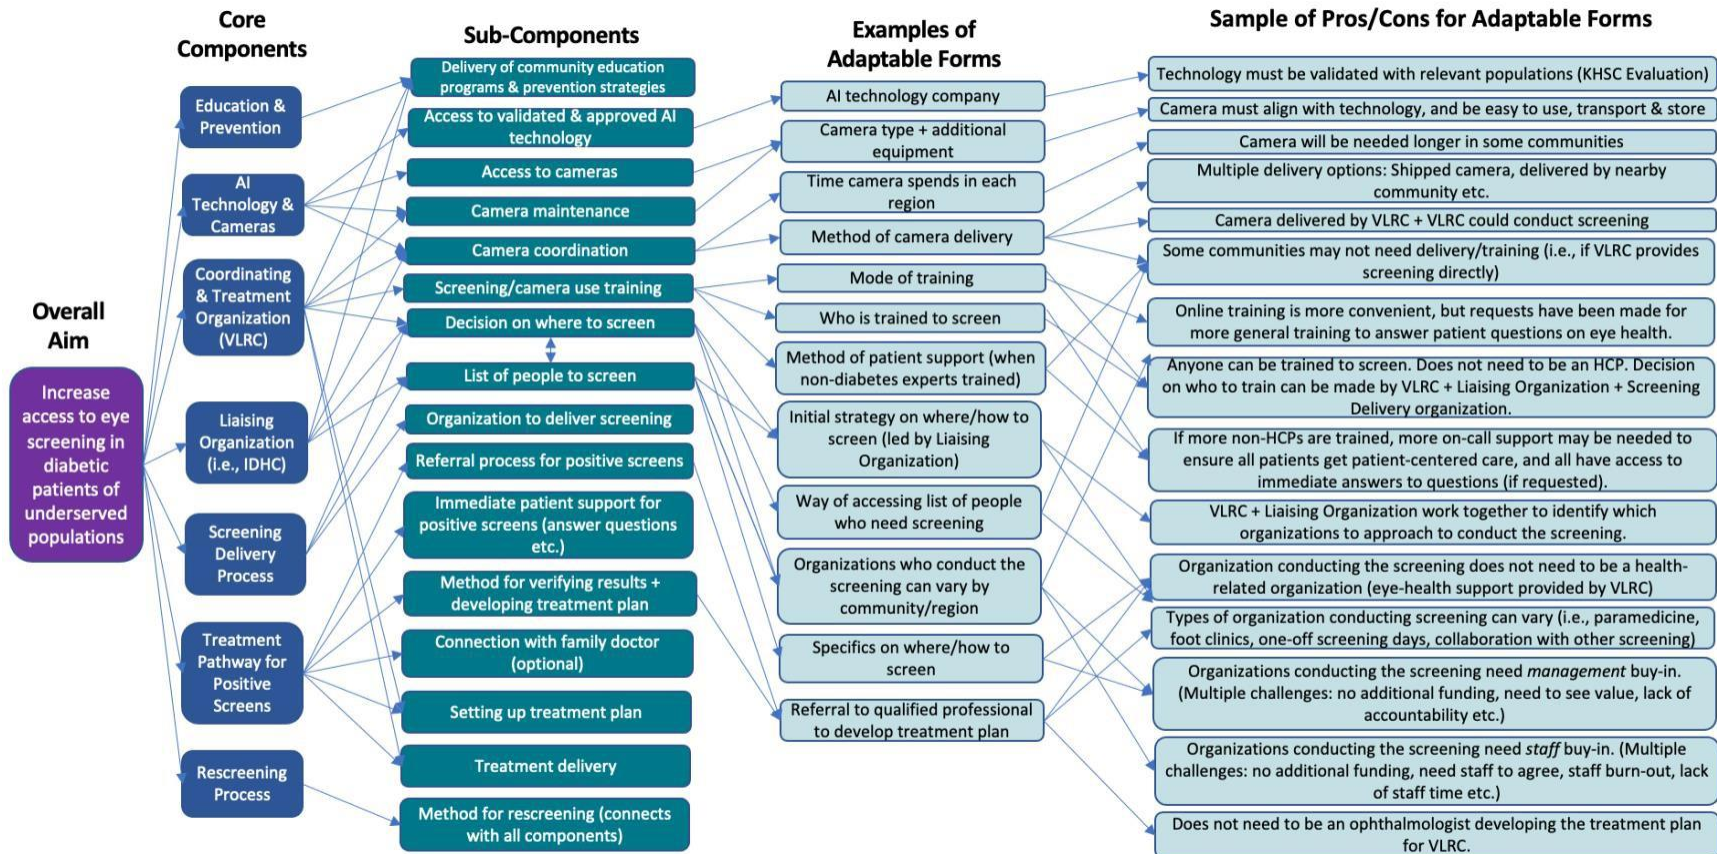 Core
Components
Sub-Components
Examples of
Adaptable Forms
Sample of Pros/Cons for Adaptable Forms
Overall
Aim
Increase
access to eye
screening in
diabetic
patients of
underserved
populations
Education &
Prevention
AI
Technology &
Cameras
Coordinating
& Treatment
Organization
(VLRC)
Liaising
Organization
(i.e., IDHC)
Screening
Delivery
Process
Treatment
Pathway for
Positive
Screens
Rescreening
Process
Delivery of community education
programs & prevention strategies
Access to validated & approved AI
technology
Access to cameras
Camera maintenance
Camera coordination
Screening/camera use training
Decision on where to screen
List of people to screen
Organization to deliver screening
Referral process for positive screens
Immediate patient support for
positive screens (answer questions
etc.)
Method for verifying results +
developing treatment plan
Connection with family doctor
(optional)
Setting up treatment plan
Treatment delivery
Method for rescreening (connects
with all components)
AI technology company
Camera type + additional
equipment
Time camera spends in each
region
Method of camera delivery
Mode of training
Who is trained to screen
Method of patient support (when
non-diabetes experts trained)
Initial strategy on where/how to
screen (led by Liaising
Organization)
Way of accessing list of people
who need screening
Organizations who conduct the
screening can vary by
community/region
Specifics on where/how to
screen
Referral to qualified professional
to develop treatment plan
Technology must be validated with relevant populations (KHSC Evaluation)
Camera must align with technology, and be easy to use, transport & store
Camera will be needed longer in some communities
Multiple delivery options: Shipped camera, delivered by nearby
community etc.
Camera delivered by VLRC + VLRC could conduct screening
Some communities may not need delivery/training (i.e., if VLRC provides
screening directly)
Online training is more convenient, but requests have been made for
more general training to answer patient questions on eye health.
Anyone can be trained to screen. Does not need to be an HCP. Decision
on who to train can be made by VLRC + Liaising Organization + Screening
Delivery organization.
If more non-HCPs are trained, more on-call support may be needed to
ensure all patients get patient-centered care, and all have access to
immediate answers to questions (if requested).
VLRC + Liaising Organization work together to identify which
organizations to approach to conduct the screening.
Organization conducting the screening does not need to be a health-
related organization (eye-health support provided by VLRC)
Types of organization conducting screening can vary (i.e., paramedicine,
foot clinics, one-off screening days, collaboration with other screening)
Organizations conducting the screening need management buy-in.
(Multiple challenges: no additional funding, need to see value, lack of
accountability etc.)
Organizations conducting the screening need staff buy-in. (Multiple
challenges: no additional funding, need staff to agree, staff burn-out, lack
of staff time etc.)
Does not need to be an ophthalmologist developing the treatment plan
for VLRC.